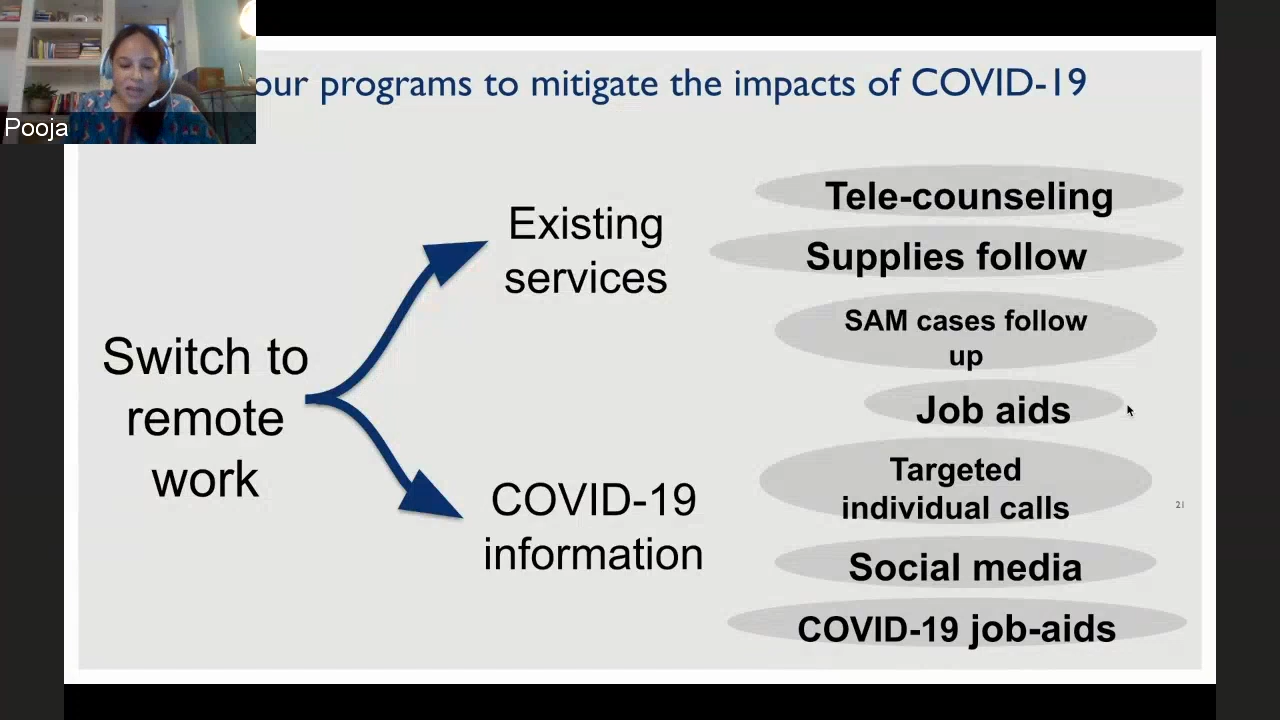 Pooja
our programs to mitigate the impacts of COVID-19
Switch to
remote
work
Existing
services
COVID-19
information
Tele-counseling
Supplies follow
SAM cases follow
up
Job aids
Targeted
individual calls
21
Social media
COVID-19 job-aids